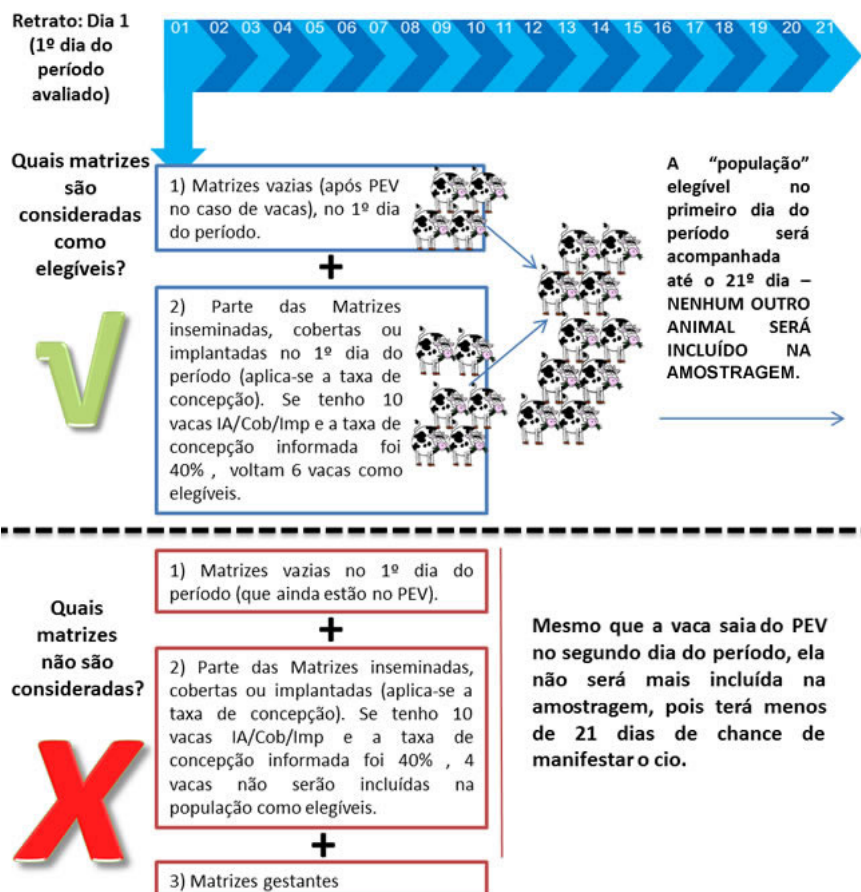 Retrato: Dia 1
(1º dia do
período
avaliado)
01 02 03 04 05 06 07 08 09 10 11 12 13 14 15 16 17 18 19 20 21
Quais matrizes
são
consideradas
como
elegíveis?
1) Matrizes vazias (após PEV
no caso de vacas), no 1º dia
do período.
+
2) Parte das Matrizes
inseminadas, cobertas ou
implantadas no 1º dia do
período (aplica-se a taxa de
concepção). Se tenho 10
vacas IA/Cob/Imp e a taxa de
concepção informada foi
40% , voltam 6 vacas como
elegíveis.
A “população”
elegível no
primeiro dia do
período será
acompanhada
até o 21º dia –
NENHUM OUTRO
ANIMAL SERÁ
INCLUÍDO NA
AMOSTRAGEM.
Quais
matrizes
não são
consideradas?
X
1) Matrizes vazias no 1º dia do
período (que ainda estão no PEV).
+
2) Parte das Matrizes inseminadas,
cobertas ou implantadas (aplica-se a
taxa de concepção). Se tenho 10
vacas IA/Cob/Imp e a taxa de
concepção informada foi 40% , 4
vacas não serão incluídas na
população como elegíveis.
+
3) Matrizes gestantes
Mesmo que a vaca saia do PEV
no segundo dia do período, ela
não será mais incluída na
amostragem, pois terá menos
de 21 dias de chance de
manifestar o cio.